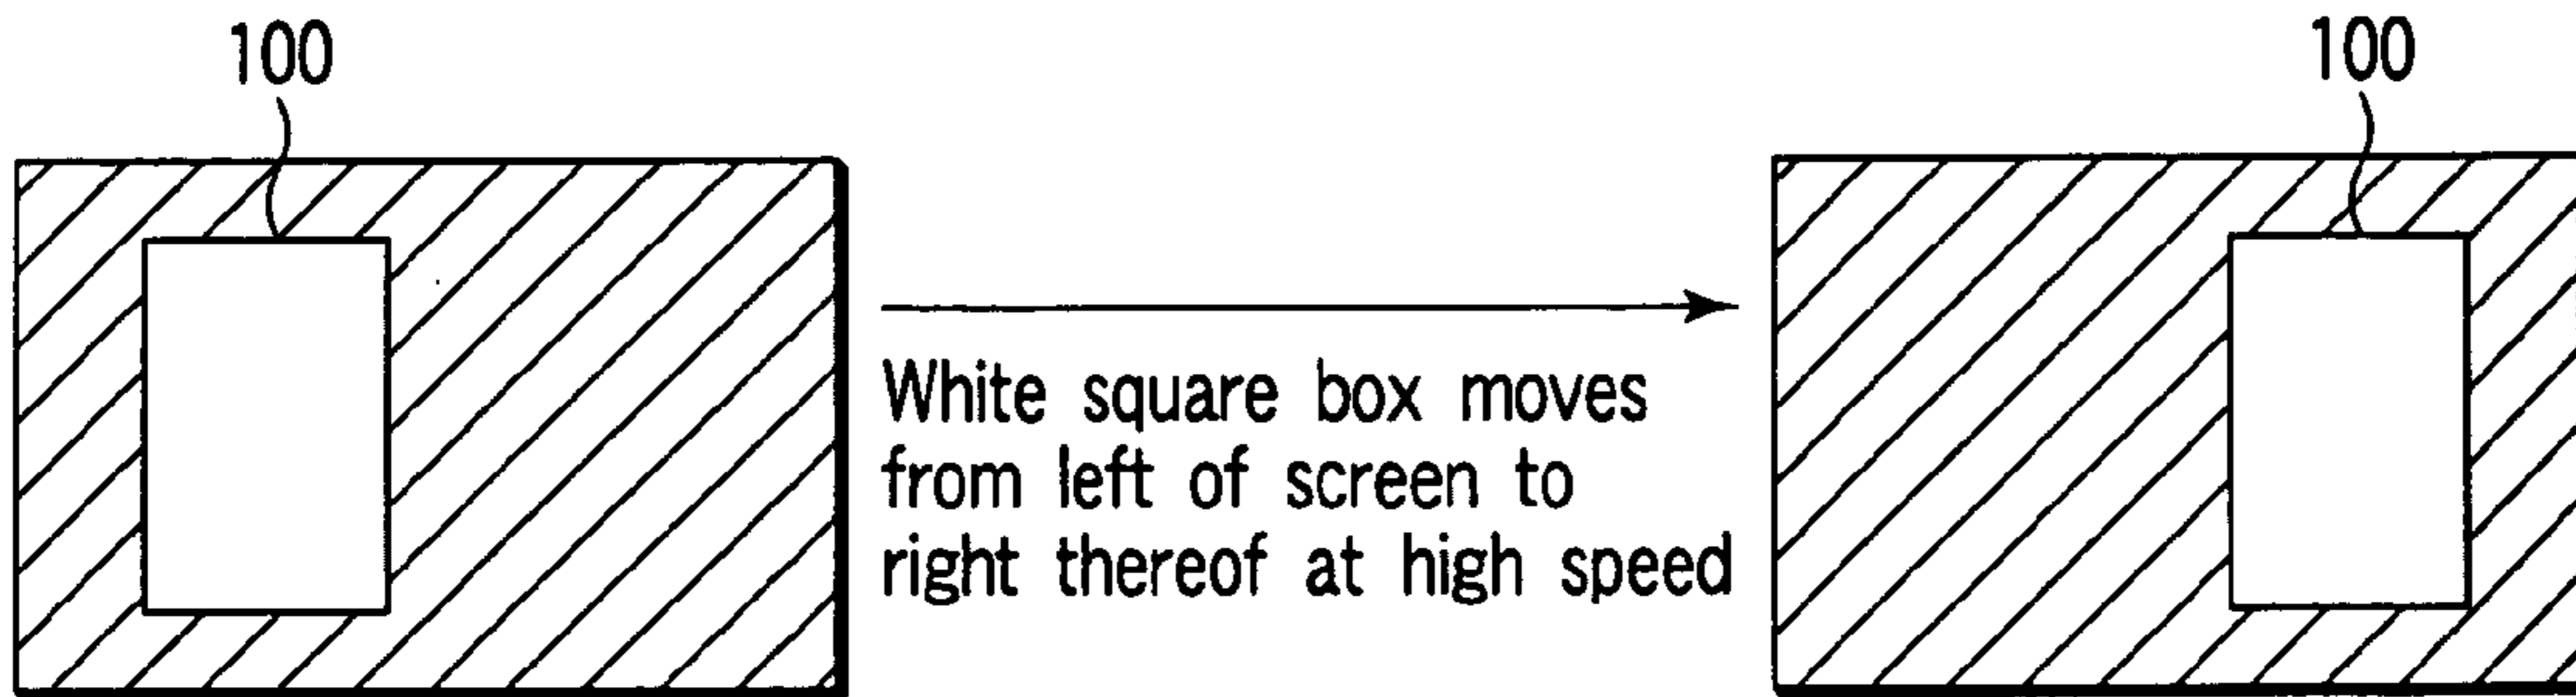 100
100
White square box moves
from left of screen to
right thereof at high speed